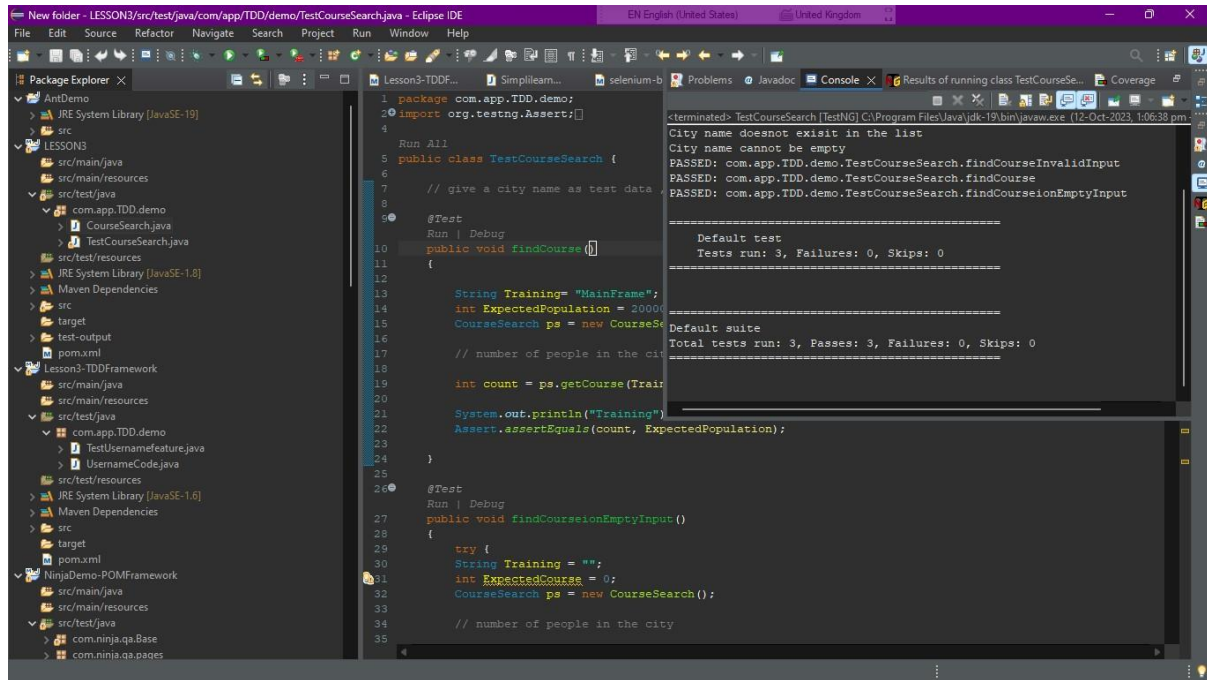 New folder - LESSON3/src/test/java/com/app/TDD/demo/TestCourseSearch.java - Eclipse IDE
EN English (United States) United Kingdom
File Edit Source Refactor Navigate Search Project Run Window Help
Package Explorer
AntDemo
JRE System Library [JavaSE-19]
src
LESSON3
src/main/java
src/main/resources
src/test/java
com.app.TDD.demo
CourseSearch.java
TestCourseSearch.java
src/test/resources
JRE System Library [JavaSE-1.8]
Maven Dependencies
src
target
test-output
pom.xml
Lesson3-TDDFramework
src/main/java
src/main/resources
src/test/java
com.app.TDD.demo
TestUsernamefeature.java
UsernameCode.java
src/test/resources
JRE System Library [JavaSE-1.6]
Maven Dependencies
src
target
pom.xml
NinjaDemo-POMFramework
src/main/java
src/main/resources
src/test/java
com.ninja.qa.Base
com.ninja.qa.pages
Lesson3-TDDF... Simplilearn... selenium-b
1 package com.app.TDD.demo;
2 import org.testng.Assert;
4
Run All
5 public class TestCourseSearch {
6
7 // give a city name as test data ,
8
9 @Test
Run | Debug
10 public void findCourse()
11 {
12
13 String Training= "MainFrame";
14 int ExpectedPopulation = 20000
15 CourseSearch ps = new CourseSe
16
17 // number of people in the cit
18
19 int count = ps.getCourse(Train
20
21 System.out.println("Training")
22 Assert.assertEquals(count, ExpectedPopulation);
23
24 }
25
26 @Test
Run | Debug
27 public void findCourseionEmptyInput()
28 {
29 try {
30 String Training = "";
31 int ExpectedCourse = 0;
32 CourseSearch ps = new CourseSearch();
33
34 // number of people in the city
35
Problems Javadoc Console Results of running class TestCourseSe... Coverage
<terminated> TestCourseSearch [TestNG] C:\Program Files\Java\jdk-19\bin\javaw.exe (12-Oct-2023, 1:06:38 pm
City name doesnot exisit in the list
City name cannot be empty
PASSED: com.app.TDD.demo.TestCourseSearch.findCourseInvalidInput
PASSED: com.app.TDD.demo.TestCourseSearch.findCourse
PASSED: com.app.TDD.demo.TestCourseSearch.findCourseionEmptyInput
===============================================
Default test
Tests run: 3, Failures: 0, Skips: 0
===============================================
===============================================
Default suite
Total tests run: 3, Passes: 3, Failures: 0, Skips: 0
===============================================